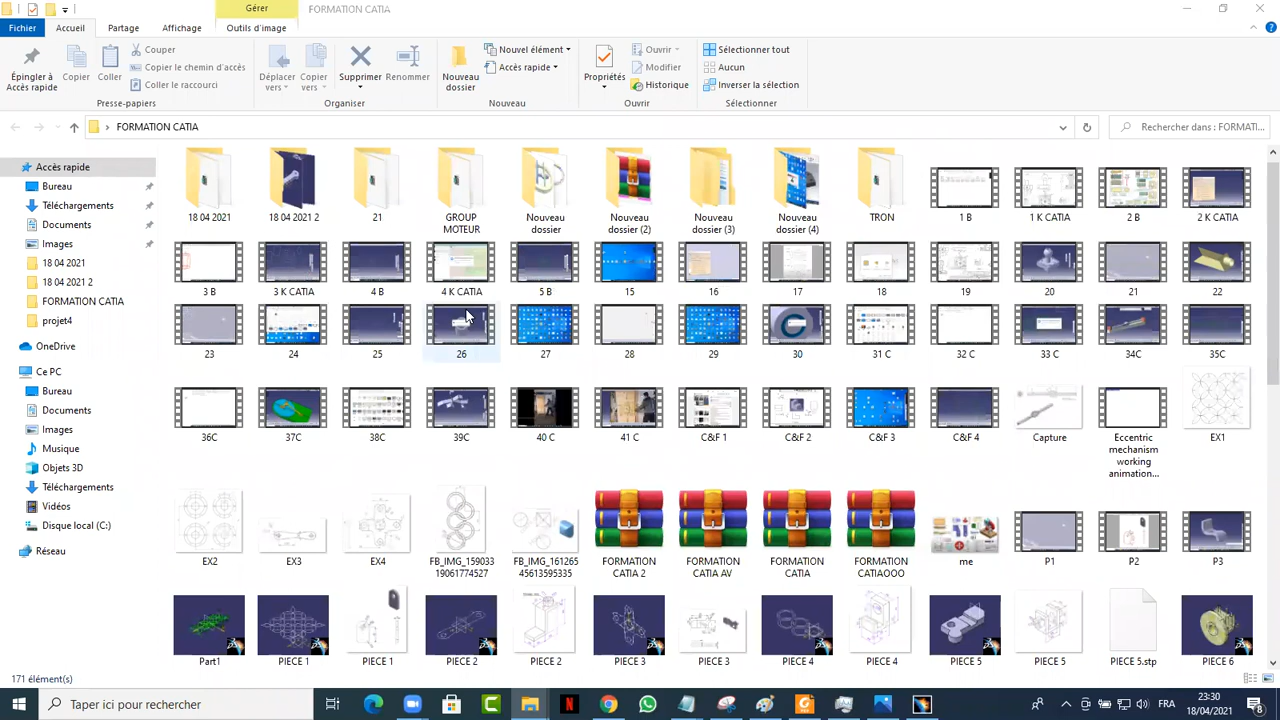 Gérer
FORMATION CATIA
Fichier
Accueil
Partage
Affichage
Outils d'image
Épingler à
Accès rapide
Copier
Coller
Couper
Copier le chemin d'accès
Coller le raccourci
Presse-papiers
Déplacer
vers
Copier
vers
Supprimer
Renommer
Organiser
Nouveau
dossier
Nouvel élément
Accès rapide
Nouveau
Propriétés
Ouvrir
Modifier
Historique
Ouvrir
Sélectionner tout
Aucun
Inverser la sélection
Sélectionner
FORMATION CATIA
Rechercher dans : FORMATI...
Accès rapide
Bureau
Téléchargements
Documents
Images
18 04 2021
18 04 2021 2
FORMATION CATIA
projet4
OneDrive
Ce PC
Bureau
Documents
Images
Musique
Objets 3D
Téléchargements
Vidéos
Disque local (C:)
Réseau
18 04 2021
18 04 2021 2
21
GROUP
MOTEUR
Nouveau
dossier
Nouveau
dossier (2)
Nouveau
dossier (3)
Nouveau
dossier (4)
TRON
1 B
1 K CATIA
2 B
2 K CATIA
3 B
3 K CATIA
4 B
4 K CATIA
5 B
15
16
17
18
19
20
21
22
23
24
25
26
27
28
29
30
31 C
32 C
33 C
34C
35C
36C
37C
38C
39C
40 C
41 C
C&F 1
C&F 2
C&F 3
C&F 4
Capture
Eccentric
mechanism
working
animation...
EX1
EX2
EX3
EX4
FB_IMG_159033
19061774527
FB_IMG_161265
45613595335
FORMATION
CATIA 2
FORMATION
CATIA AV
FORMATION
CATIA
FORMATION
CATIAOOO
me
P1
P2
P3
Part1
PIECE 1
PIECE 1
PIECE 2
PIECE 2
PIECE 3
PIECE 3
PIECE 4
PIECE 4
PIECE 5
PIECE 5
PIECE 5.stp
PIECE 6
171 élément(s)
Taper ici pour rechercher
FRA
23:30
18/04/2021
8